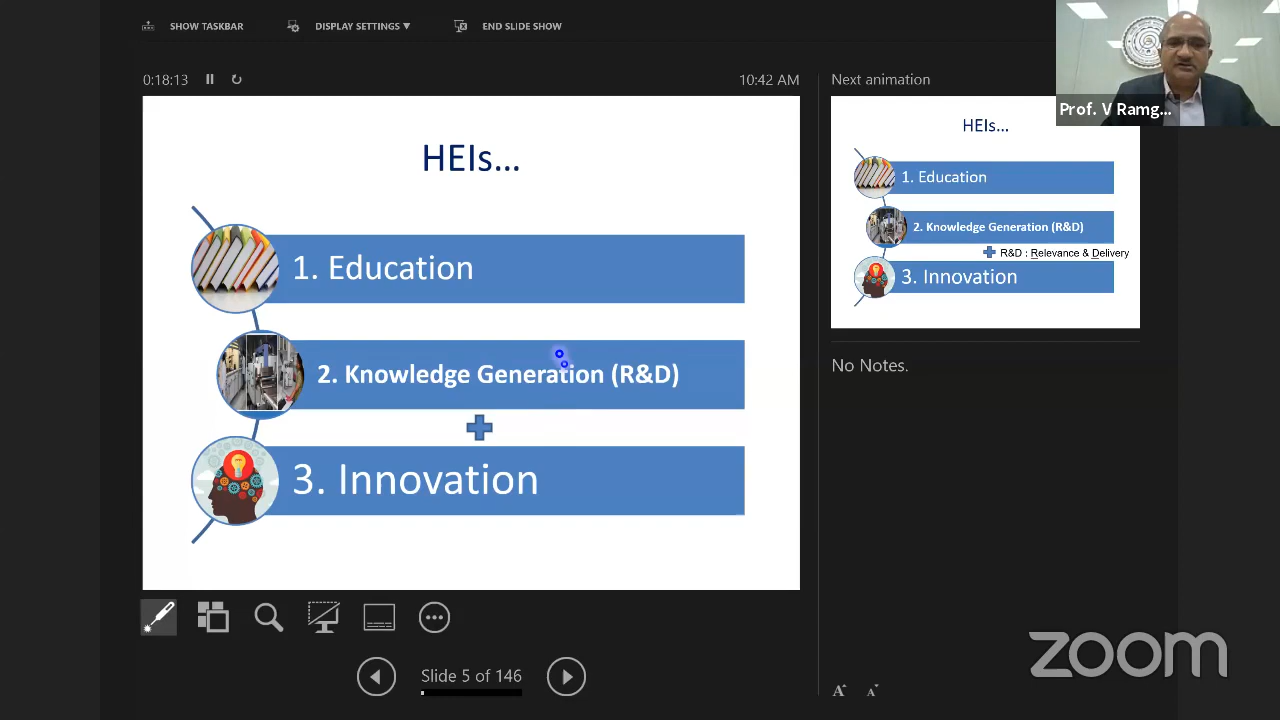 SHOW TASKBAR
DISPLAY SETTINGS ▼
END SLIDE SHOW
0:18:13
10:42 AM
Next animation
Prof. V Ramg...
HEIs...
1. Education
2. Knowledge Generation (R&D)
3. Innovation
HEIs...
1. Education
2. Knowledge Generation (R&D)
R&D : Relevance & Delivery
3. Innovation
No Notes.
Slide 5 of 146
A A
zoom